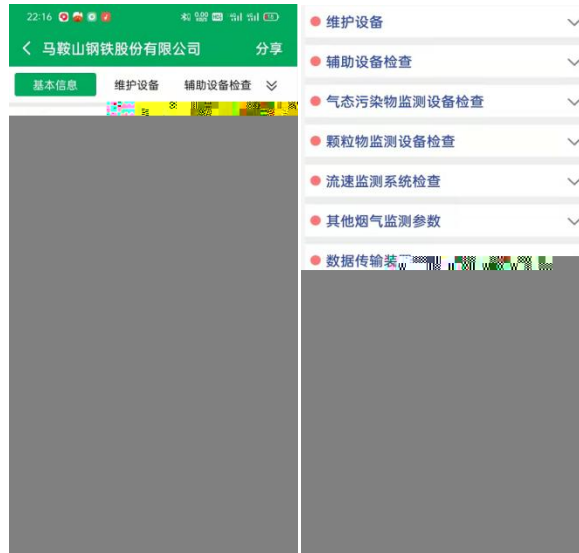 22:16
马鞍山钢铁股份有限公司 分享
基本信息 维护设备 辅助设备检查
维护设备
辅助设备检查
气态污染物监测设备检查
颗粒物监测设备检查
流速监测系统检查
其他烟气监测参数
数据传输装